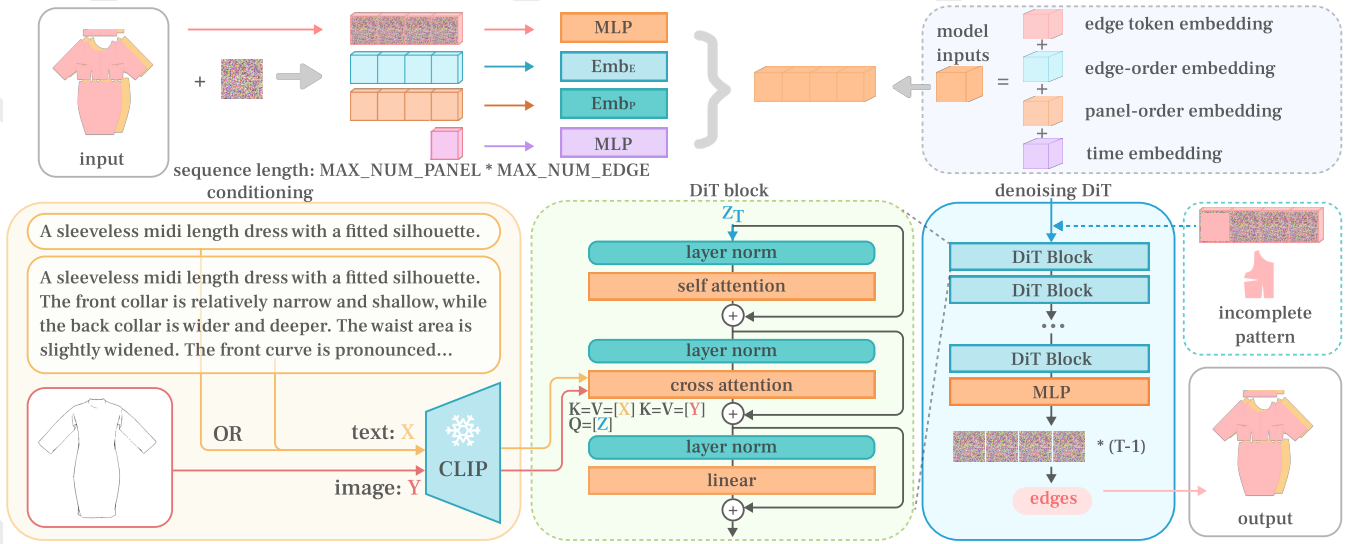 input
+
sequence length: MAX_NUM_PANEL * MAX_NUM_EDGE
MLP
EmbE
EmbP
MLP
model
inputs
=
edge token embedding
+
edge-order embedding
+
panel-order embedding
+
time embedding
conditioning
A sleeveless midi length dress with a fitted silhouette.
A sleeveless midi length dress with a fitted silhouette.
The front collar is relatively narrow and shallow, while
the back collar is wider and deeper. The waist area is
slightly widened. The front curve is pronounced...
OR
text: X
image: Y
CLIP
DiT block
ZT
layer norm
self attention
+
layer norm
cross attention
K=V=[X] K=V=[Y]
Q=[Z]
+
layer norm
linear
+
denoising DiT
DiT Block
DiT Block
...
DiT Block
MLP
* (T-1)
edges
incomplete
pattern
output